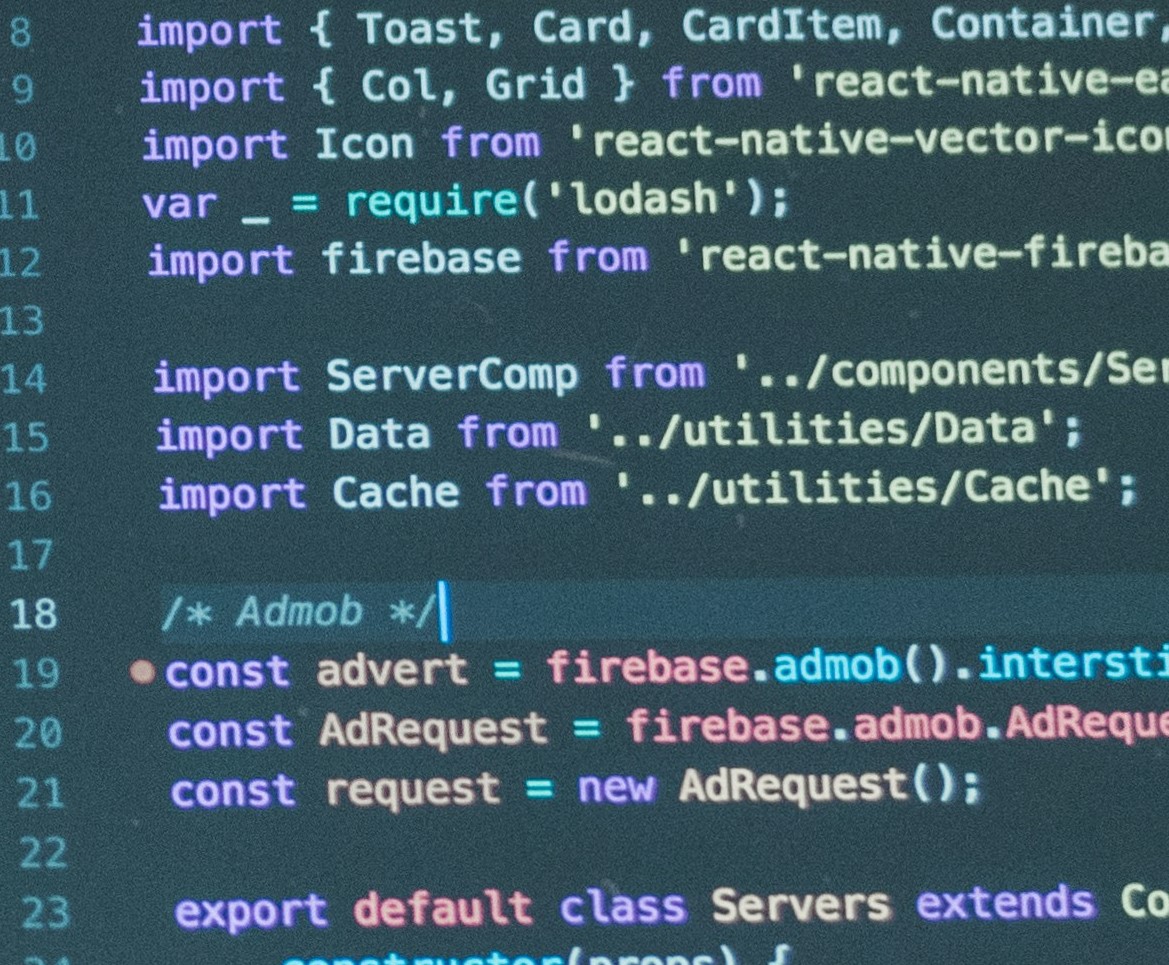 8 import { Toast, Card, CardItem, Container,
9 import { Col, Grid } from 'react-native-ea
10 import Icon from 'react-native-vector-ico
11 var _ = require('lodash');
12 import firebase from 'react-native-fireba
13
14 import ServerComp from '../components/Ser
15 import Data from '../utilities/Data';
16 import Cache from '../utilities/Cache';
17
18 /* Admob */
19 const advert = firebase.admob().intersti
20 const AdRequest = firebase.admob.AdReque
21 const request = new AdRequest();
22
23 export default class Servers extends Co
24 constructor(props) {